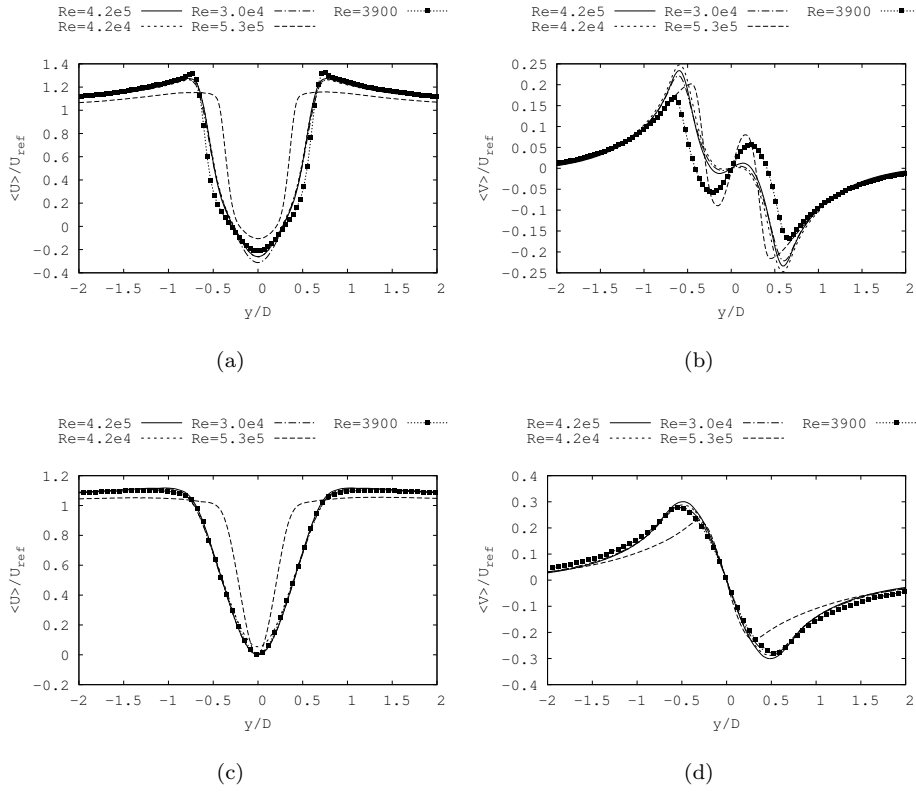 Re=4.2e5 Re=3.0e4 Re=3900
Re=4.2e4 Re=5.3e5
1.4
1.2
1
0.8
0.6
0.4
0.2
0
-0.2
-0.4
<U>/U_ref
-2 -1.5 -1 -0.5 0 0.5 1 1.5 2
y/D
(a)
Re=4.2e5 Re=3.0e4 Re=3900
Re=4.2e4 Re=5.3e5
0.25
0.20
0.15
0.10
0.05
0
-0.05
-0.10
-0.15
-0.20
-0.25
<V>/U_ref
-2 -1.5 -1 -0.5 0 0.5 1 1.5 2
y/D
(b)
Re=4.2e5 Re=3.0e4 Re=3900
Re=4.2e4 Re=5.3e5
1.2
1
0.8
0.6
0.4
0.2
0
-0.2
<U>/U_ref
-2 -1.5 -1 -0.5 0 0.5 1 1.5 2
y/D
(c)
Re=4.2e5 Re=3.0e4 Re=3900
Re=4.2e4 Re=5.3e5
0.4
0.3
0.2
0.1
0
-0.1
-0.2
-0.3
-0.4
<V>/U_ref
-2 -1.5 -1 -0.5 0 0.5 1 1.5 2
y/D
(d)